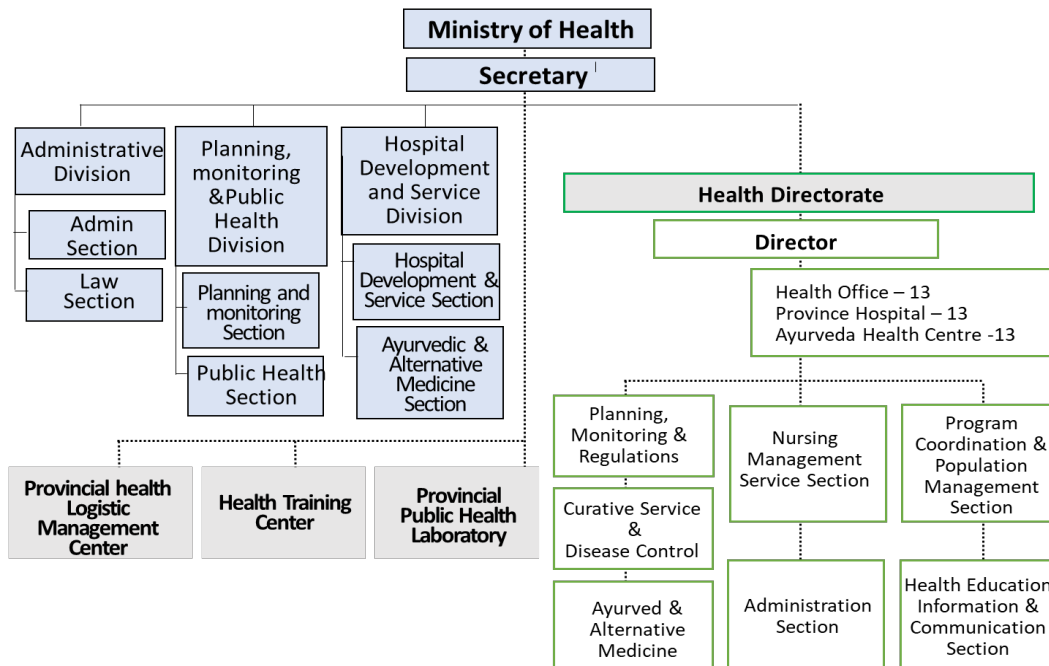 Ministry of Health
Secretary
Administrative
Division
Admin
Section
Law
Section
Planning,
monitoring
&Public
Health
Division
Planning and
monitoring
Section
Public Health
Section
Hospital
Development
and Service
Division
Hospital
Development &
Service Section
Ayurvedic &
Alternative
Medicine
Section
Provincial health
Logistic
Management
Center
Health Training
Center
Provincial
Public Health
Laboratory
Health Directorate
Director
Health Office – 13
Province Hospital – 13
Ayurveda Health Centre -13
Planning,
Monitoring &
Regulations
Curative Service
&
Disease Control
Ayurved &
Alternative
Medicine
Nursing
Management
Service Section
Administration
Section
Program
Coordination &
Population
Management
Section
Health Education
Information &
Communication
Section